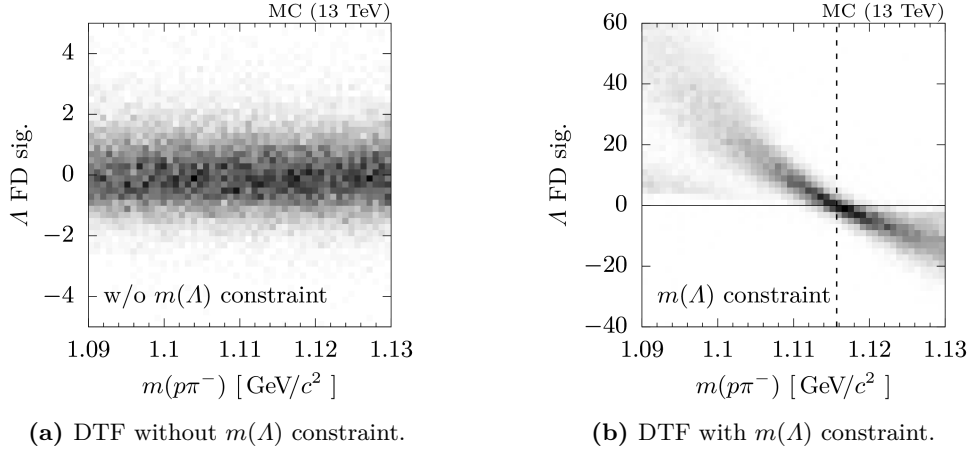 MC (13 TeV)
Λ FD sig.
4
2
0
−2
−4
w/o m(Λ) constraint
1.09 1.1 1.11 1.12 1.13
m(pπ⁻) [ GeV/c² ]
(a) DTF without m(Λ) constraint.
MC (13 TeV)
Λ FD sig.
60
40
20
0
−20
−40
m(Λ) constraint
1.09 1.1 1.11 1.12 1.13
m(pπ⁻) [ GeV/c² ]
(b) DTF with m(Λ) constraint.